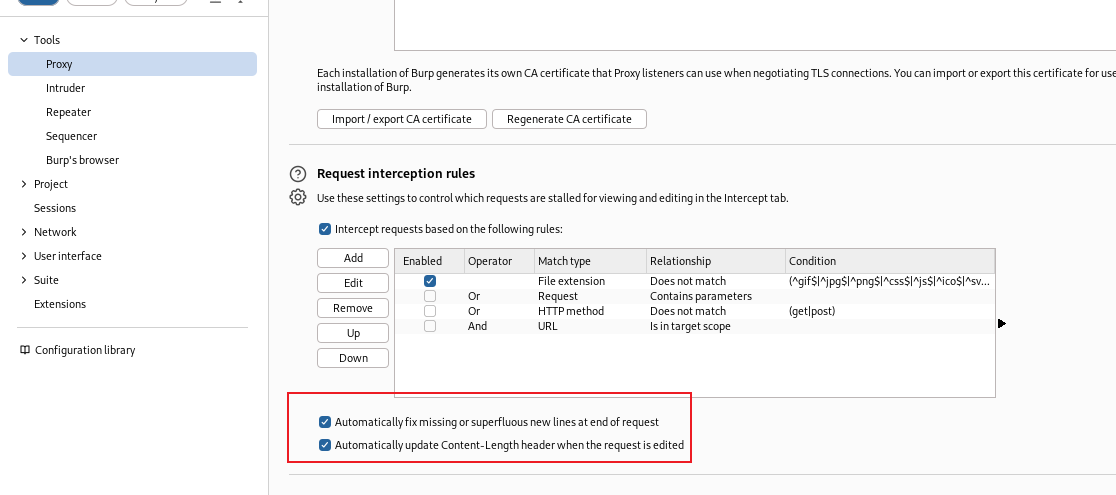 Tools
Proxy
Intruder
Repeater
Sequencer
Burp's browser
Project
Sessions
Network
User interface
Suite
Extensions
Configuration library
Each installation of Burp generates its own CA certificate that Proxy listeners can use when negotiating TLS connections. You can import or export this certificate for use
installation of Burp.
Import / export CA certificate
Regenerate CA certificate
Request interception rules
Use these settings to control which requests are stalled for viewing and editing in the Intercept tab.
Intercept requests based on the following rules:
Add
Edit
Remove
Up
Down
Enabled Operator Match type Relationship Condition
File extension Does not match (^gif$|^jpg$|^png$|^css$|^js$|^ico$|^sv...
Or Request Contains parameters
Or HTTP method Does not match (get|post)
And URL Is in target scope
Automatically fix missing or superfluous new lines at end of request
Automatically update Content-Length header when the request is edited